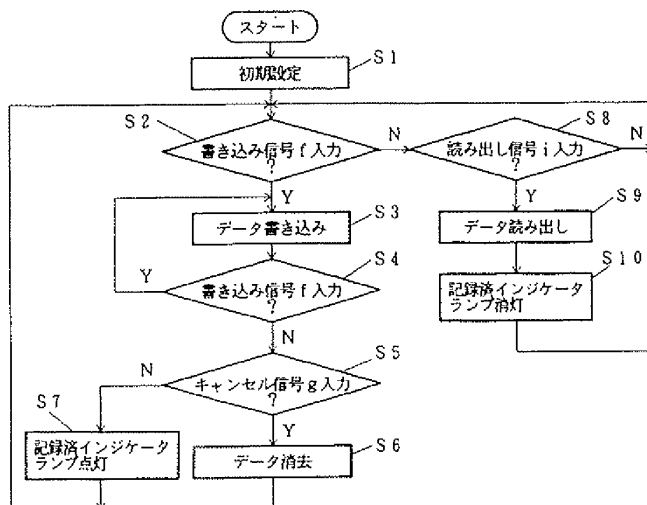 スタート
初期設定
S1
S2
書き込み信号f入力
?
N
S8
読み出し信号i入力
?
N
Y
データ書き込み
S3
Y
データ読み出し
S9
S4
書き込み信号f入力
?
Y
S10
記録済インジケータ
ランプ消灯
N
S5
キャンセル信号g入力
?
N
S7
記録済インジケータ
ランプ点灯
Y
データ消去
S6